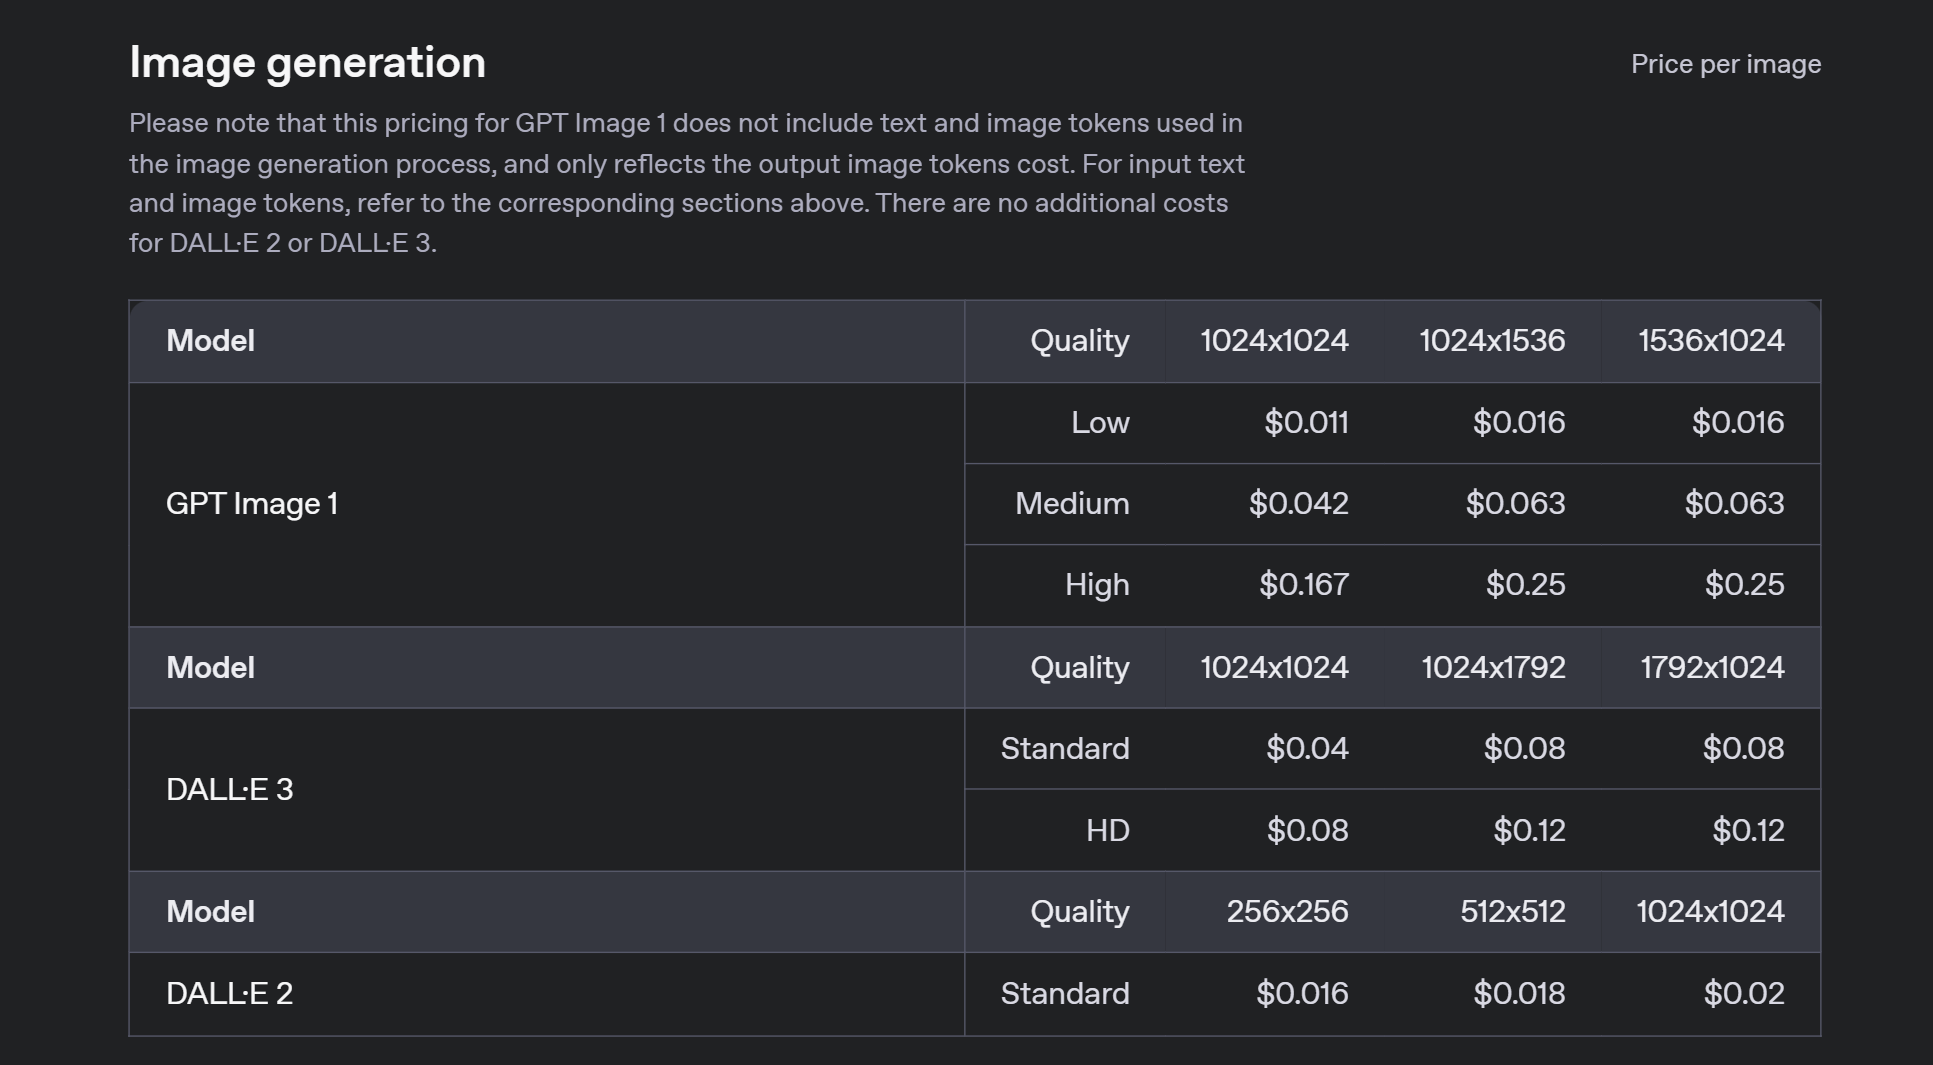 Image generation
Price per image
Please note that this pricing for GPT Image 1 does not include text and image tokens used in
the image generation process, and only reflects the output image tokens cost. For input text
and image tokens, refer to the corresponding sections above. There are no additional costs
for DALL·E 2 or DALL·E 3.
Model Quality 1024x1024 1024x1536 1536x1024
Low $0.011 $0.016 $0.016
GPT Image 1 Medium $0.042 $0.063 $0.063
High $0.167 $0.25 $0.25
Model Quality 1024x1024 1024x1792 1792x1024
Standard $0.04 $0.08 $0.08
DALL·E 3
HD $0.08 $0.12 $0.12
Model Quality 256x256 512x512 1024x1024
DALL·E 2 Standard $0.016 $0.018 $0.02